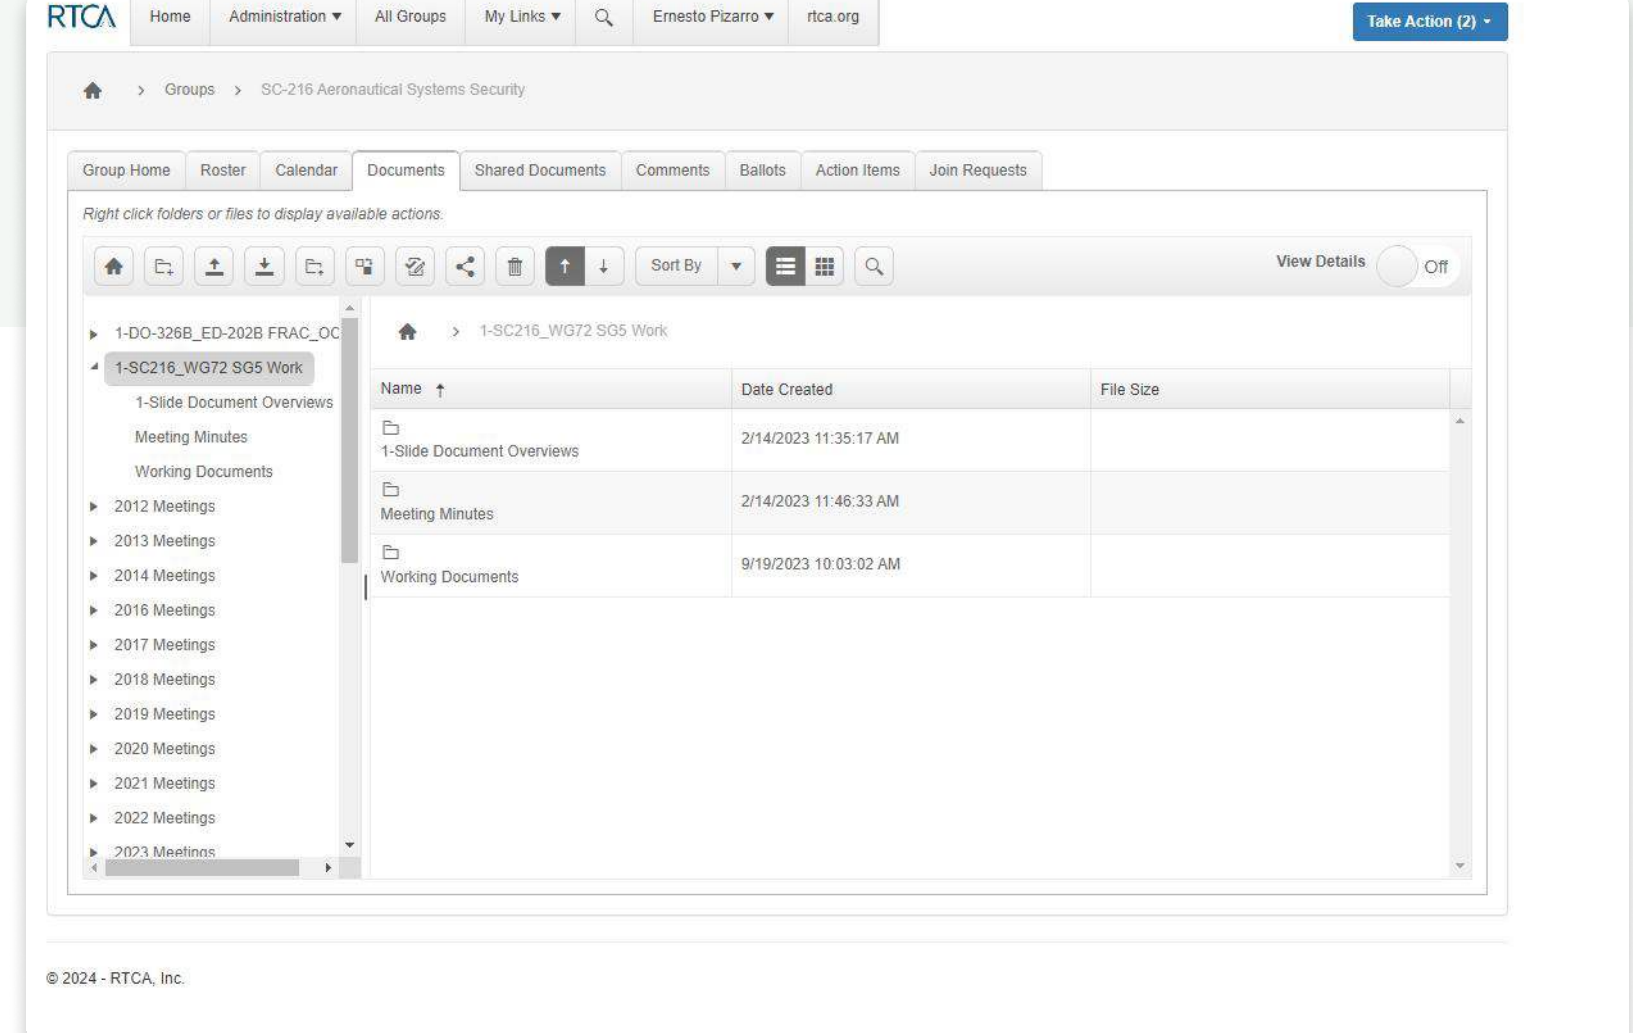 RTCA Home Administration ▼ All Groups My Links ▼ Ernesto Pizarro ▼ rtca.org Take Action (2)
> Groups > SC-216 Aeronautical Systems Security
Group Home Roster Calendar Documents Shared Documents Comments Ballots Action Items Join Requests
Right click folders or files to display available actions.
Sort By View Details Off
1-DO-326B_ED-202B FRAC_OC
1-SC216_WG72 SG5 Work
1-Slide Document Overviews
Meeting Minutes
Working Documents
2012 Meetings
2013 Meetings
2014 Meetings
2016 Meetings
2017 Meetings
2018 Meetings
2019 Meetings
2020 Meetings
2021 Meetings
2022 Meetings
2023 Meetings
> 1-SC216_WG72 SG5 Work
Name ↑ Date Created File Size
1-Slide Document Overviews 2/14/2023 11:35:17 AM
Meeting Minutes 2/14/2023 11:46:33 AM
Working Documents 9/19/2023 10:03:02 AM
© 2024 - RTCA, Inc.